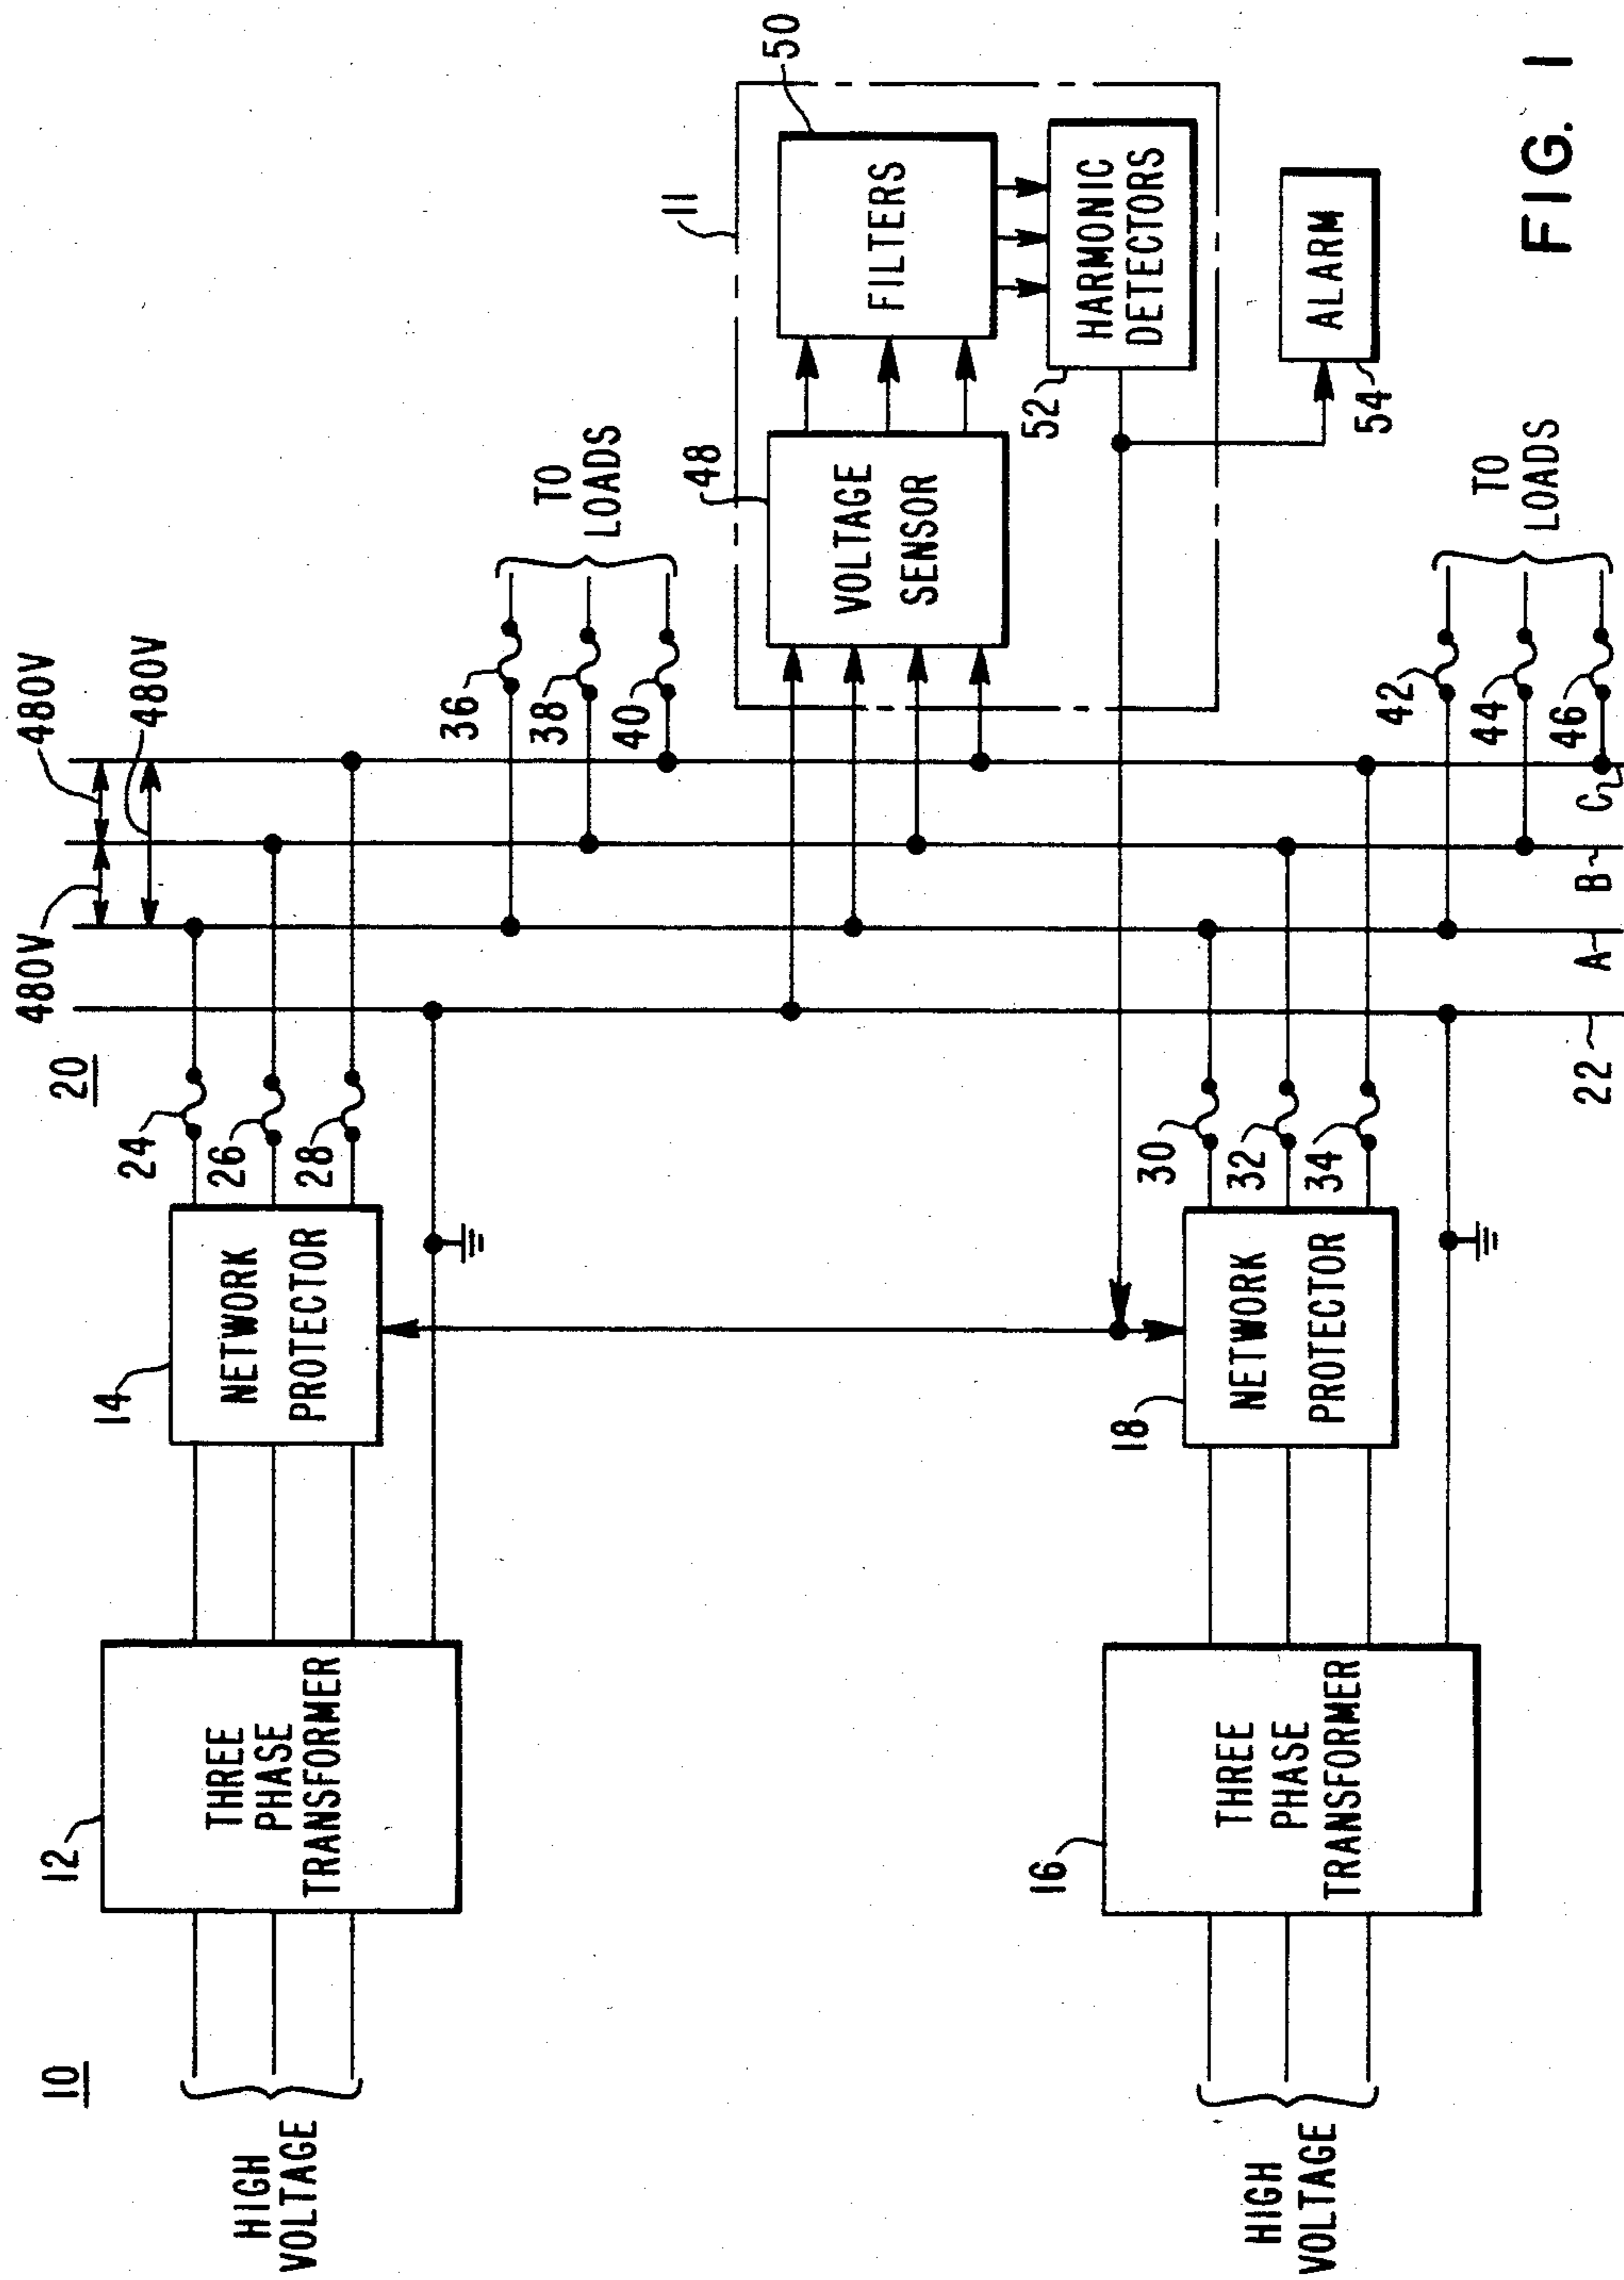 10
HIGH
VOLTAGE
12
THREE
PHASE
TRANSFORMER
14
NETWORK
PROTECTOR
24
26
28
20
480V
480V
480V
36
38
40
TO
LOADS
11
48
VOLTAGE
SENSOR
50
FILTERS
52
HARMONIC
DETECTORS
54
ALARM
HIGH
VOLTAGE
16
THREE
PHASE
TRANSFORMER
18
NETWORK
PROTECTOR
30
32
34
22
A
B
C
42
44
46
TO
LOADS
FIG. 1